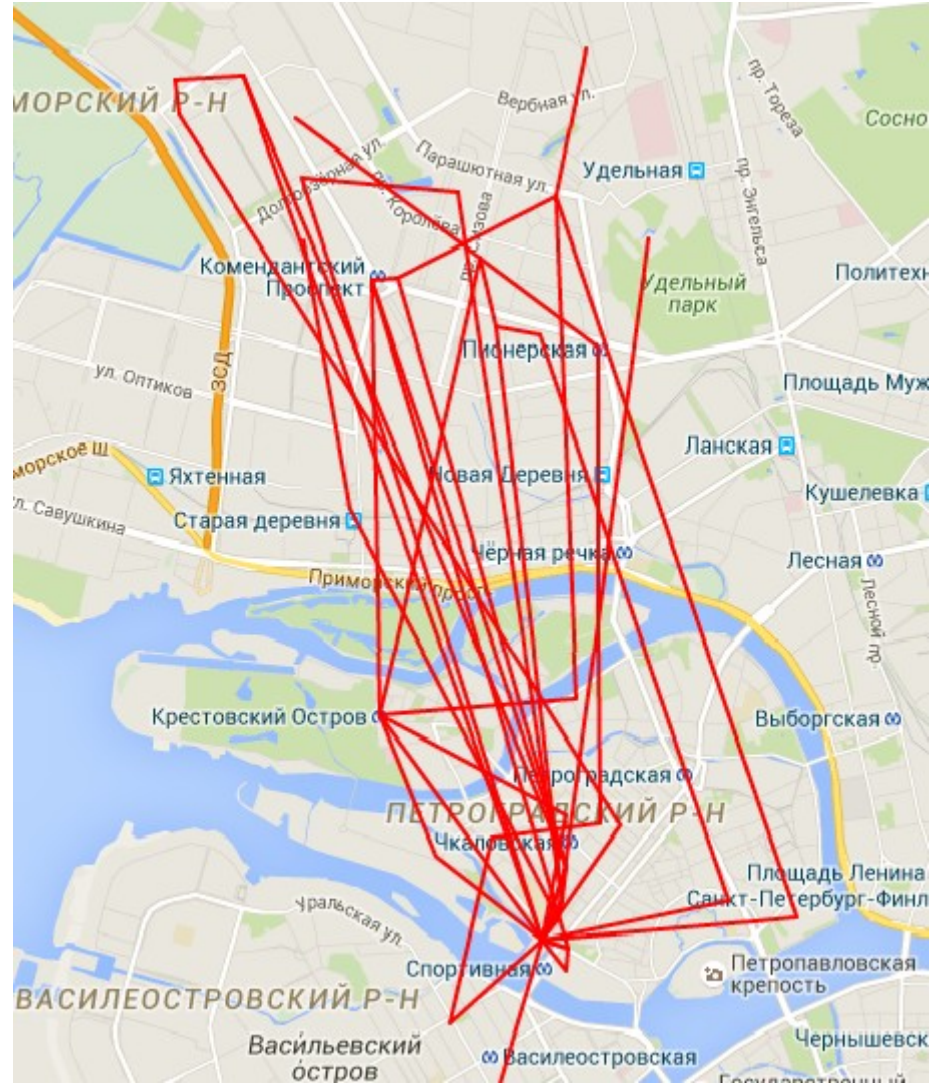 МОРСКИЙ Р-Н
Вербная ул.
пр. Тореза
Сосно
Парашютная ул.
Удельная
пр. Энгельса
Долгоозёрная ул.
Комендантский
Проспект
Удельный
парк
Политехн
Пионерская
ул. Оптиков
ЗСД
Площадь Муж
морское Ш
Яхтенная
Новая Деревня
Ланская
Кушелевка
л. Савушкина
Старая деревня
Чёрная речка
Лесная
Лесной пр.
Крестовский Остров
Выборгская
Петроградская
ПЕТРОГРАДСКИЙ Р-Н
Чкаловская
Площадь Ленина
Санкт-Петербург-Финл
Уральская ул.
Спортивная
Петропавловская
крепость
ВАСИЛЕОСТРОВСКИЙ Р-Н
Васильевский
остров
Василеостровская
Чернышевск